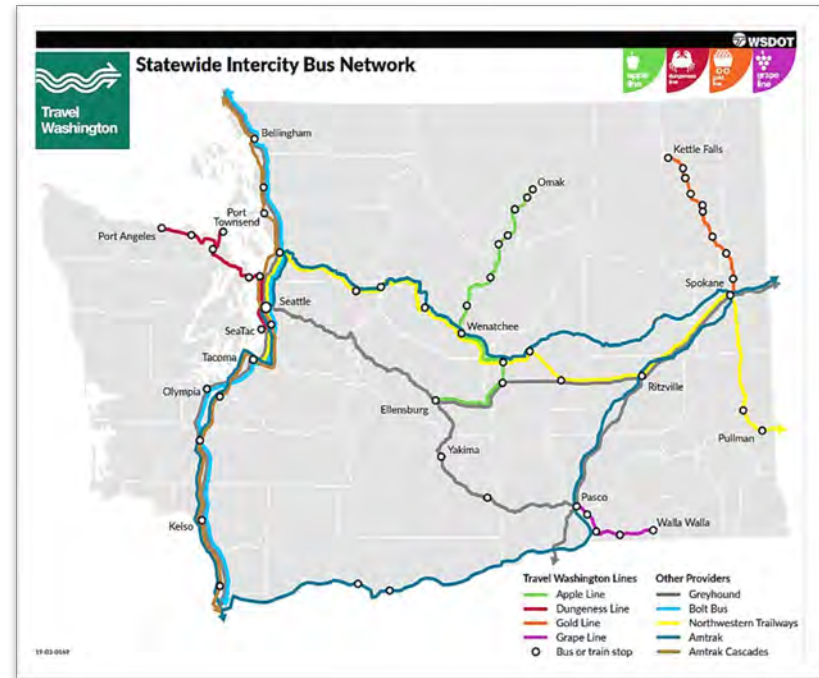 WSDOT
Statewide Intercity Bus Network
Travel
Washington
apple
line
dungeness
line
gold
line
grape
line
Bellingham
Kettle Falls
Omak
Port
Townsend
Port Angeles
Spokane
Seattle
Wenatchee
SeaTac
Tacoma
Ritzville
Olympia
Ellensburg
Pullman
Yakima
Pasco
Kelso
Walla Walla
Travel Washington Lines
Apple Line
Dungeness Line
Gold Line
Grape Line
Bus or train stop
Other Providers
Greyhound
Bolt Bus
Northwestern Trailways
Amtrak
Amtrak Cascades